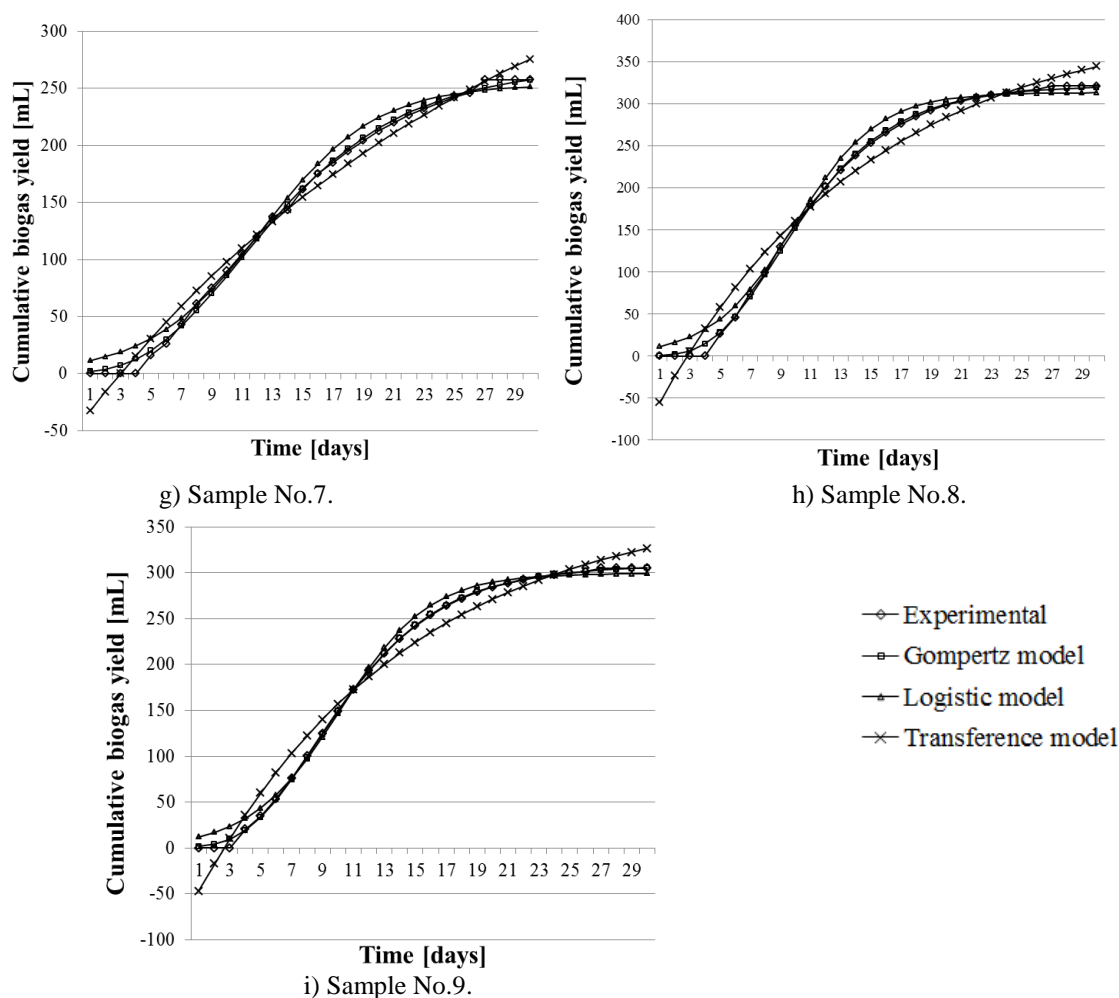 300
250
200
150
100
50
0
-50
Cumulative biogas yield [mL]
1 3 5 7 9 11 13 15 17 19 21 23 25 27 29
Time [days]
g) Sample No.7.
400
350
300
250
200
150
100
50
0
-50
-100
Cumulative biogas yield [mL]
1 3 5 7 9 11 13 15 17 19 21 23 25 27 29
Time [days]
h) Sample No.8.
350
300
250
200
150
100
50
0
-50
-100
Cumulative biogas yield [mL]
1 3 5 7 9 11 13 15 17 19 21 23 25 27 29
Time [days]
i) Sample No.9.
Experimental
Gompertz model
Logistic model
Transference model